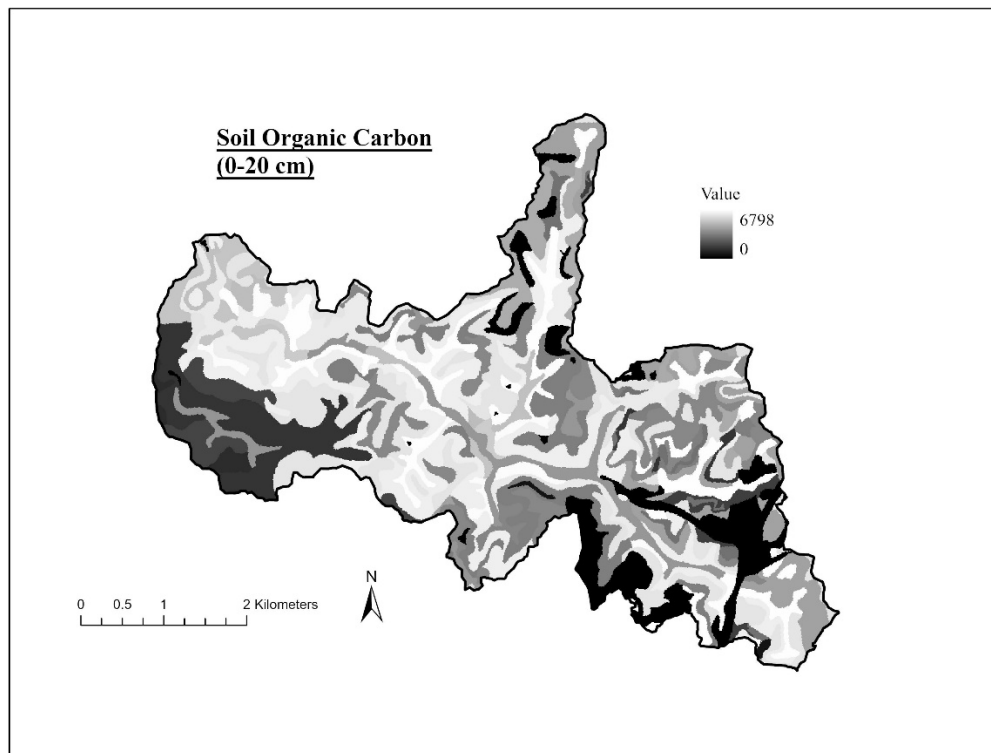 Soil Organic Carbon
(0-20 cm)
Value
6798
0
N
0 0.5 1 2 Kilometers